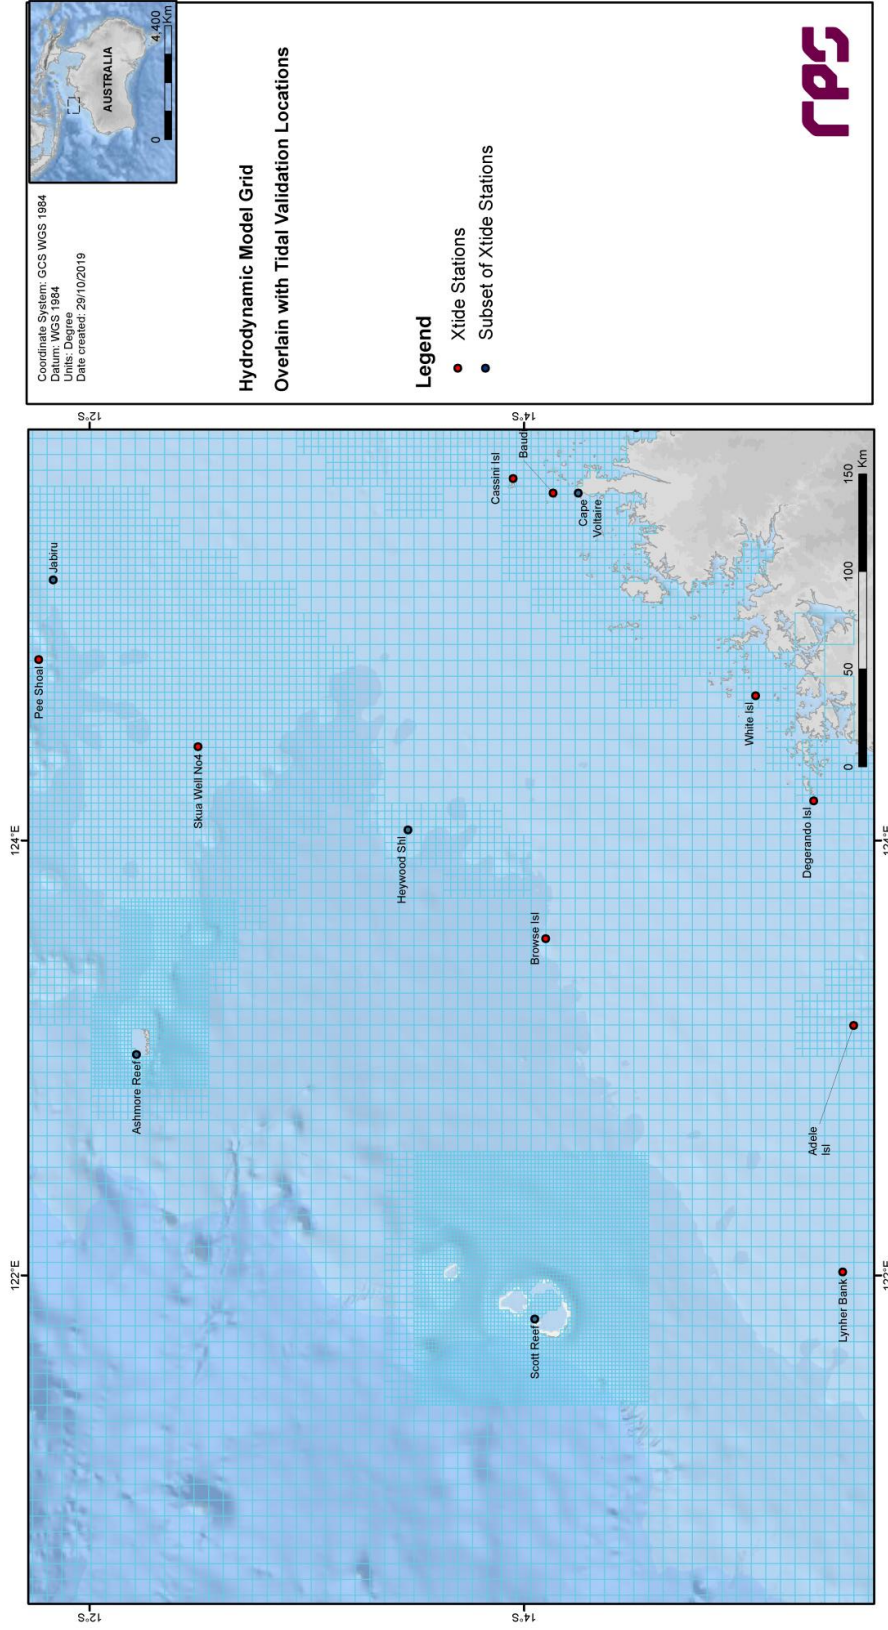 Coordinate System: GCS WGS 1984
Datum: WGS 1984
Units: Degree
Date created: 29/10/2019
AUSTRALIA
0
4,400
Km
Hydrodynamic Model Grid
Overlain with Tidal Validation Locations
Legend
Xtide Stations
Subset of Xtide Stations
rps
122°E
124°E
12°S
12°S
14°S
14°S
122°E
124°E
Pee Shoal
Jabiru
Skua Well No4
Ashmore Reef
Heywood Shl
Cassini Isl
Baud
Cape
Voltaire
Browse Isl
Scott Reef
White Isl
Degerando Isl
Adele
Isl
Lynher Bank
0
50
100
150
Km